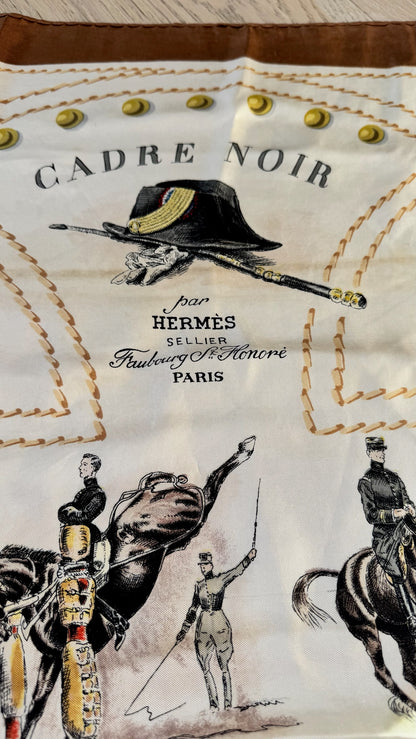 CADRE NOIR
par
HERMÈS
SELLIER
Faubourg St. Honoré
PARIS